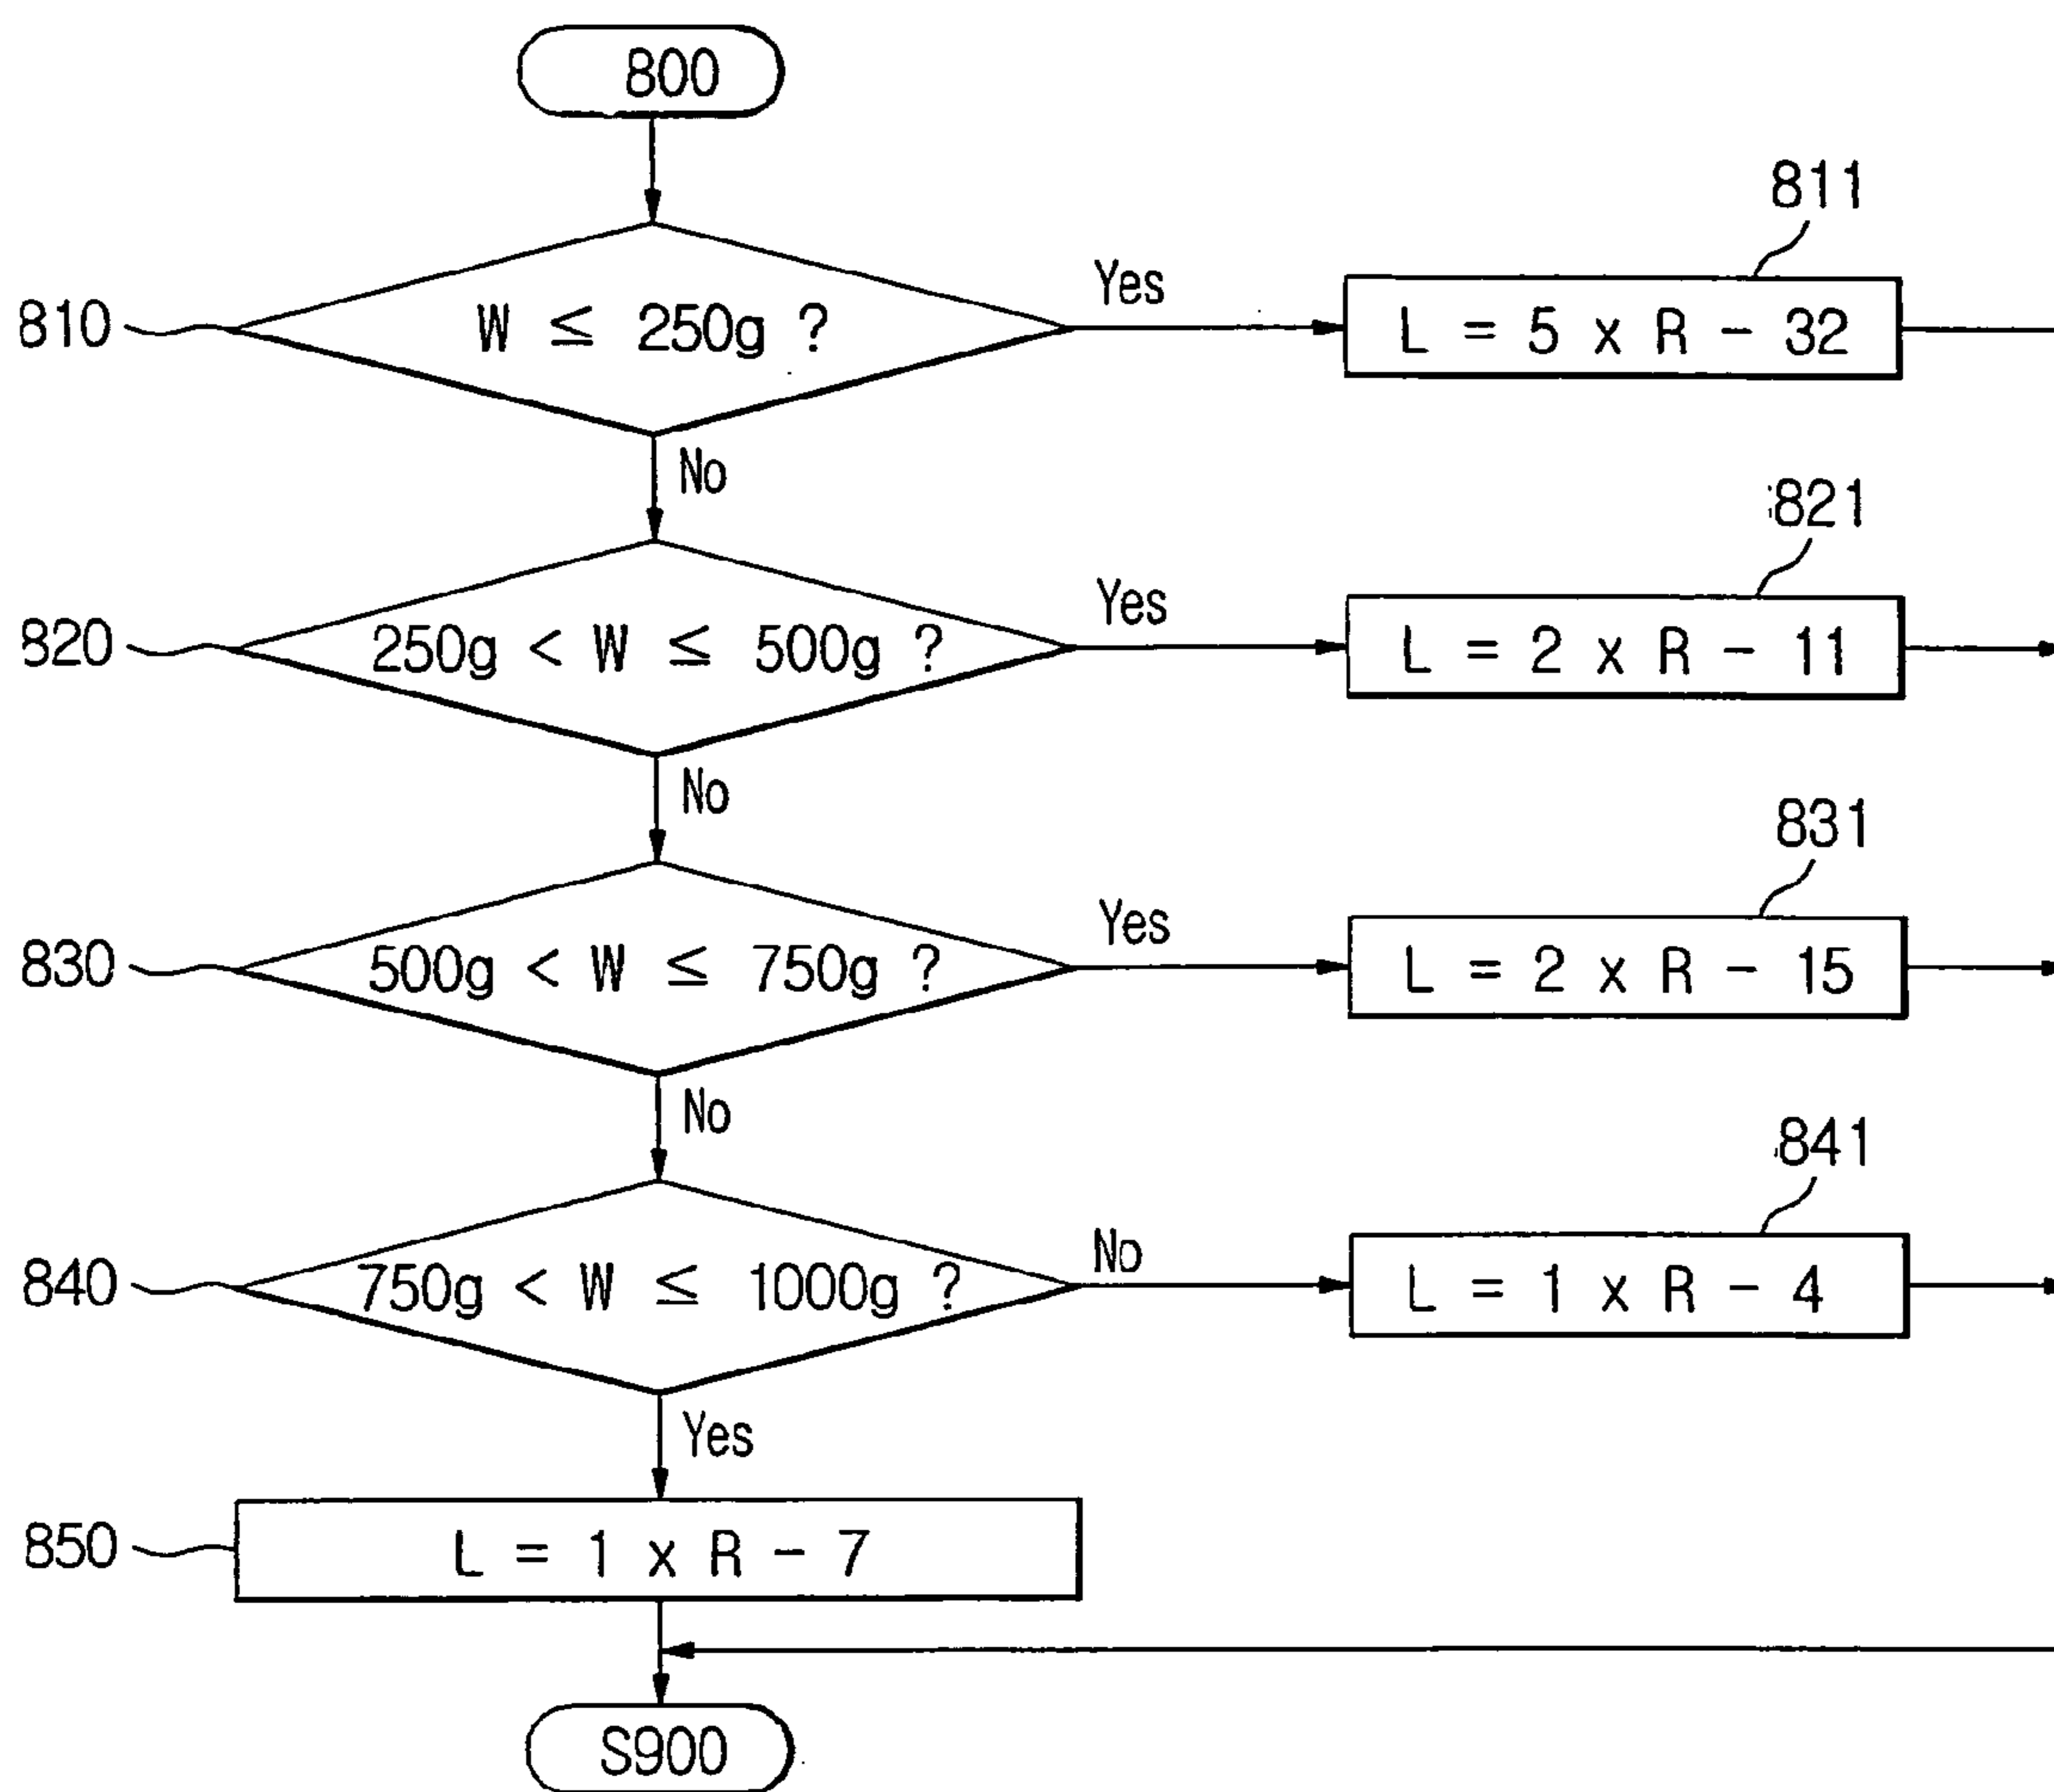 800
811
Yes
810
W ≤ 250g ?
L = 5 x R - 32
No
821
Yes
820
250g < W ≤ 500g ?
L = 2 x R - 11
No
831
Yes
830
500g < W ≤ 750g ?
L = 2 x R - 15
No
841
No
840
750g < W ≤ 1000g ?
L = 1 x R - 4
Yes
850
L = 1 x R - 7
S900